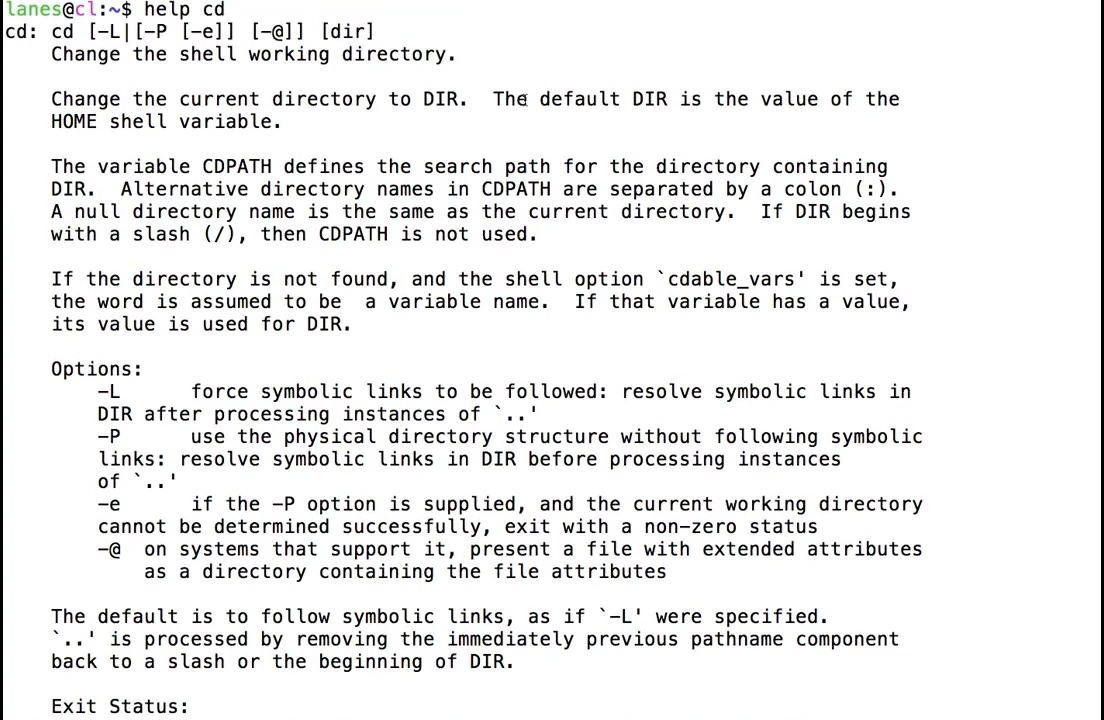 lanes@cl:~$ help cd
cd: cd [-L|[-P [-e]] [-@]] [dir]
    Change the shell working directory.

    Change the current directory to DIR.  The default DIR is the value of the
    HOME shell variable.

    The variable CDPATH defines the search path for the directory containing
    DIR.  Alternative directory names in CDPATH are separated by a colon (:).
    A null directory name is the same as the current directory.  If DIR begins
    with a slash (/), then CDPATH is not used.

    If the directory is not found, and the shell option `cdable_vars' is set,
    the word is assumed to be  a variable name.  If that variable has a value,
    its value is used for DIR.

    Options:
        -L      force symbolic links to be followed: resolve symbolic links in
        DIR after processing instances of `..'
        -P      use the physical directory structure without following symbolic
        links: resolve symbolic links in DIR before processing instances
        of `..'
        -e      if the -P option is supplied, and the current working directory
        cannot be determined successfully, exit with a non-zero status
        -@  on systems that support it, present a file with extended attributes
            as a directory containing the file attributes

    The default is to follow symbolic links, as if `-L' were specified.
    `..' is processed by removing the immediately previous pathname component
    back to a slash or the beginning of DIR.

    Exit Status: